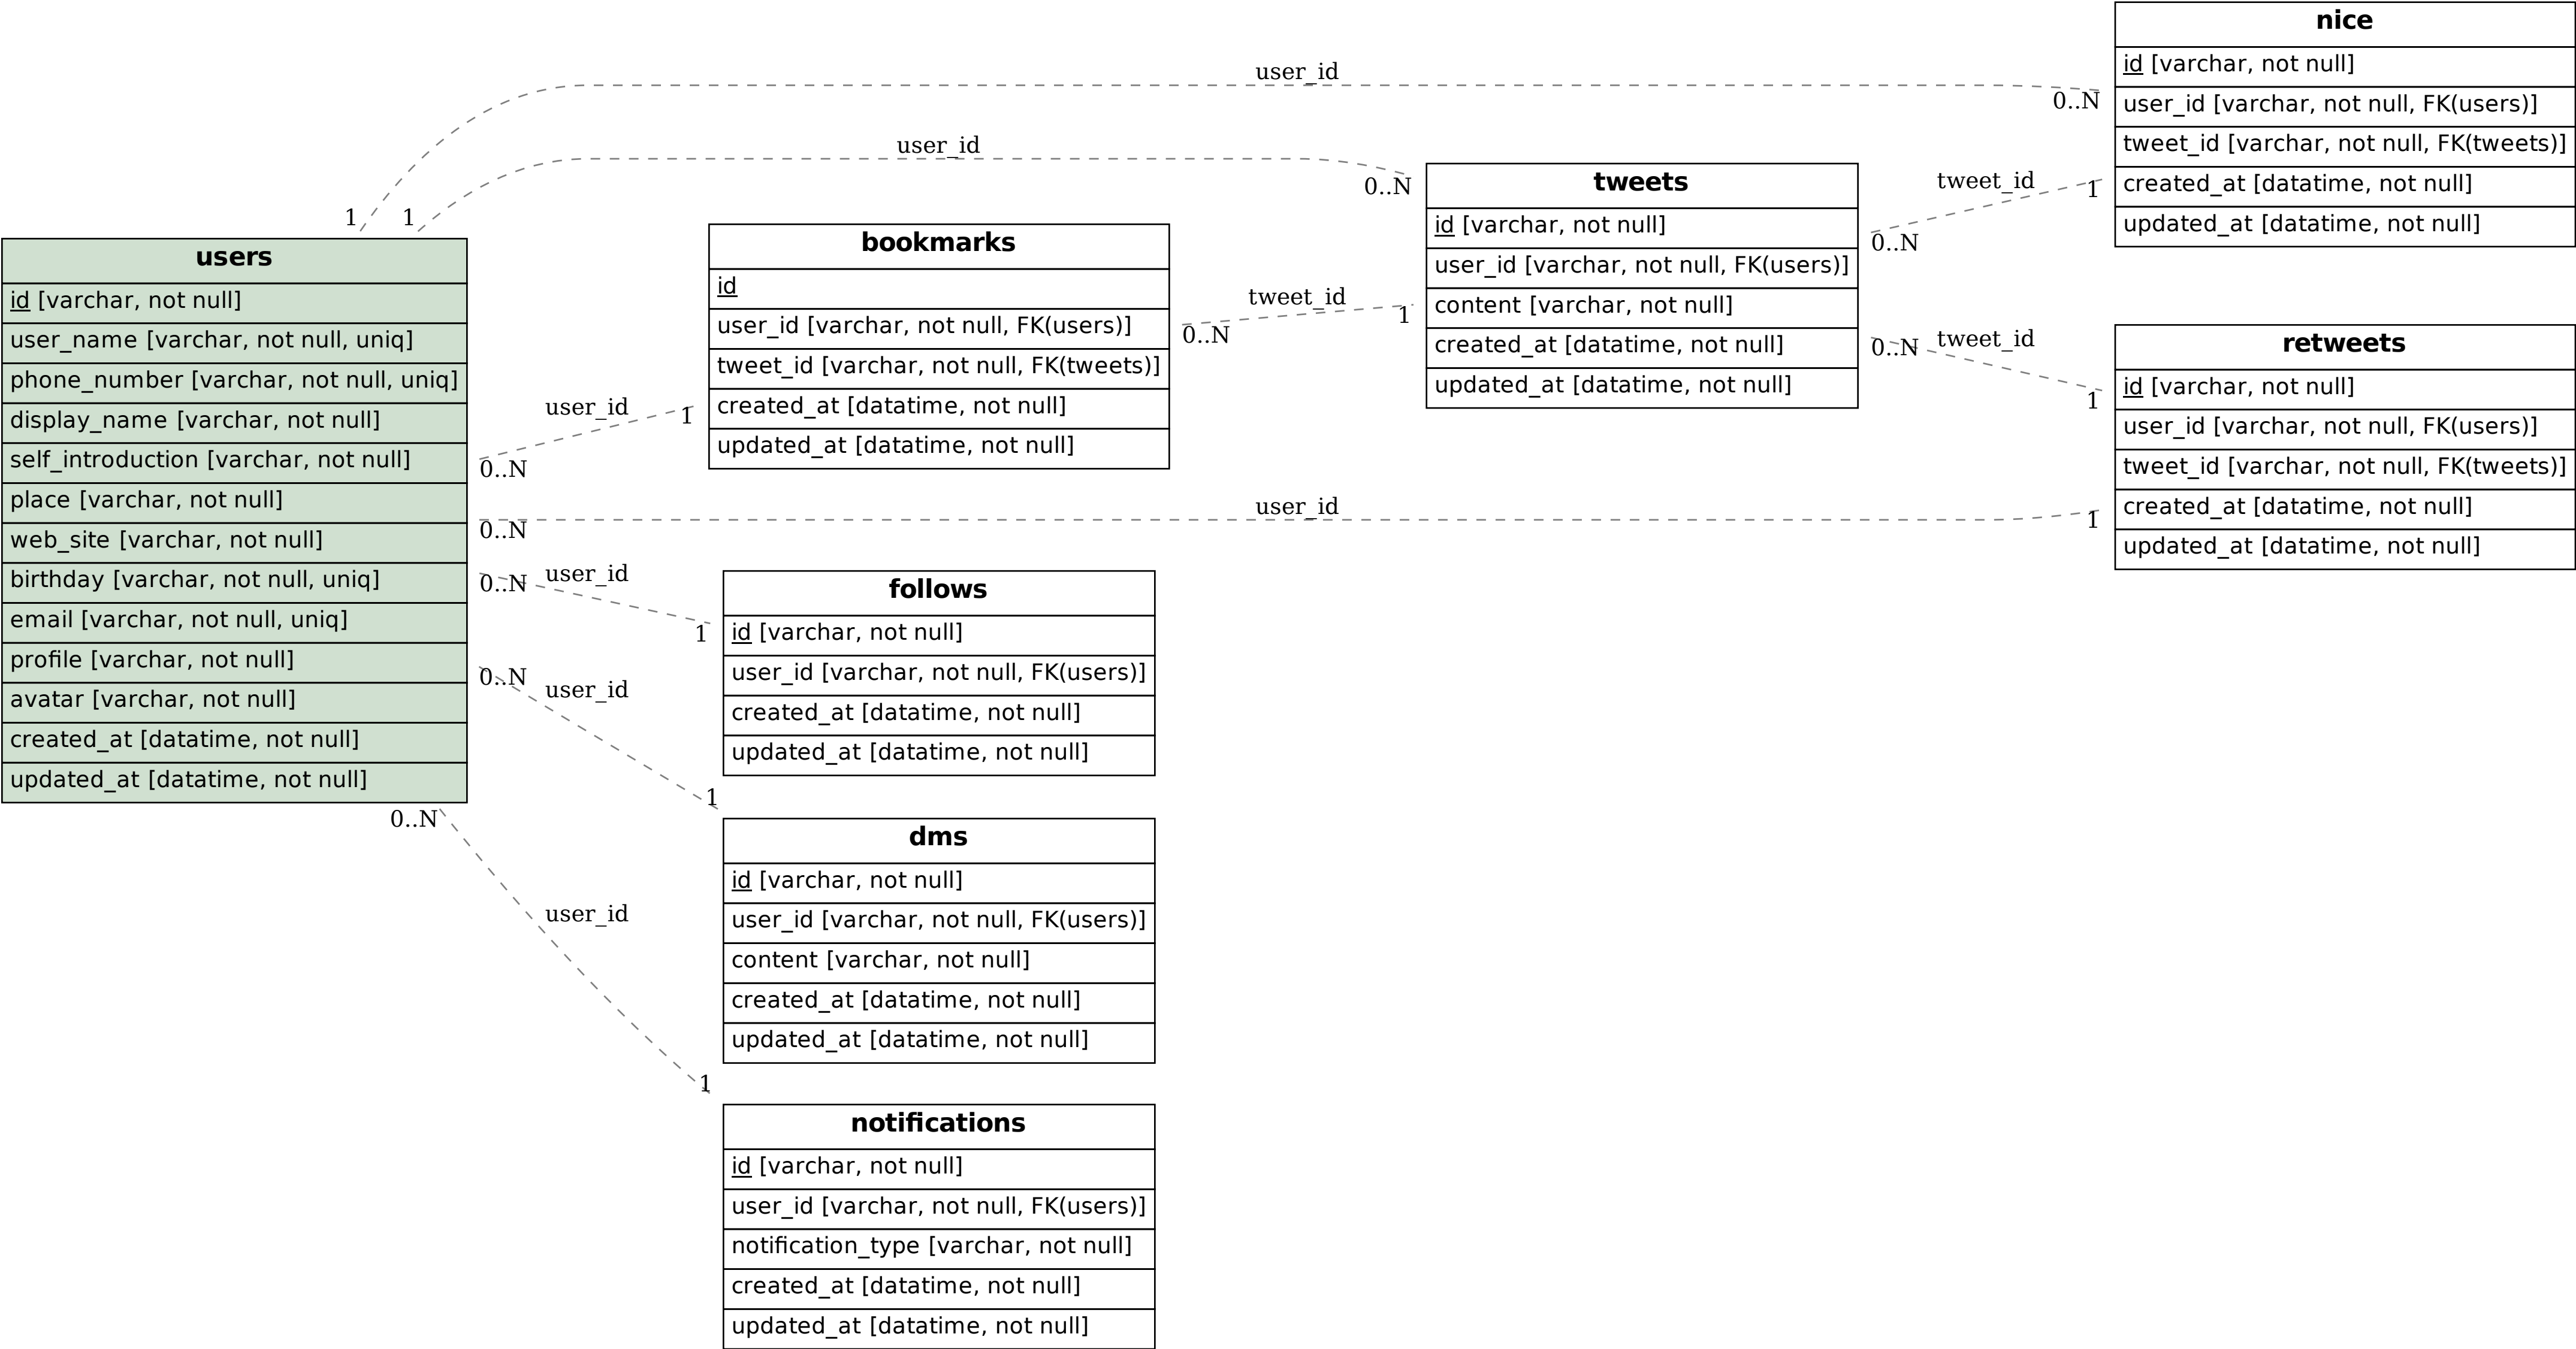 users
id [varchar, not null]
user_name [varchar, not null, uniq]
phone_number [varchar, not null, uniq]
display_name [varchar, not null]
self_introduction [varchar, not null]
place [varchar, not null]
web_site [varchar, not null]
birthday [varchar, not null, uniq]
email [varchar, not null, uniq]
profile [varchar, not null]
avatar [varchar, not null]
created_at [datatime, not null]
updated_at [datatime, not null]
1
user_id
0..N
1
user_id
0..N
0..N
user_id
1
0..N
user_id
1
0..N
user_id
1
0..N
user_id
1
0..N
user_id
1
bookmarks
id
user_id [varchar, not null, FK(users)]
tweet_id [varchar, not null, FK(tweets)]
created_at [datatime, not null]
updated_at [datatime, not null]
0..N
tweet_id
1
follows
id [varchar, not null]
user_id [varchar, not null, FK(users)]
created_at [datatime, not null]
updated_at [datatime, not null]
dms
id [varchar, not null]
user_id [varchar, not null, FK(users)]
content [varchar, not null]
created_at [datatime, not null]
updated_at [datatime, not null]
notifications
id [varchar, not null]
user_id [varchar, not null, FK(users)]
notification_type [varchar, not null]
created_at [datatime, not null]
updated_at [datatime, not null]
tweets
id [varchar, not null]
user_id [varchar, not null, FK(users)]
content [varchar, not null]
created_at [datatime, not null]
updated_at [datatime, not null]
0..N
tweet_id
1
0..N
tweet_id
1
nice
id [varchar, not null]
user_id [varchar, not null, FK(users)]
tweet_id [varchar, not null, FK(tweets)]
created_at [datatime, not null]
updated_at [datatime, not null]
retweets
id [varchar, not null]
user_id [varchar, not null, FK(users)]
tweet_id [varchar, not null, FK(tweets)]
created_at [datatime, not null]
updated_at [datatime, not null]